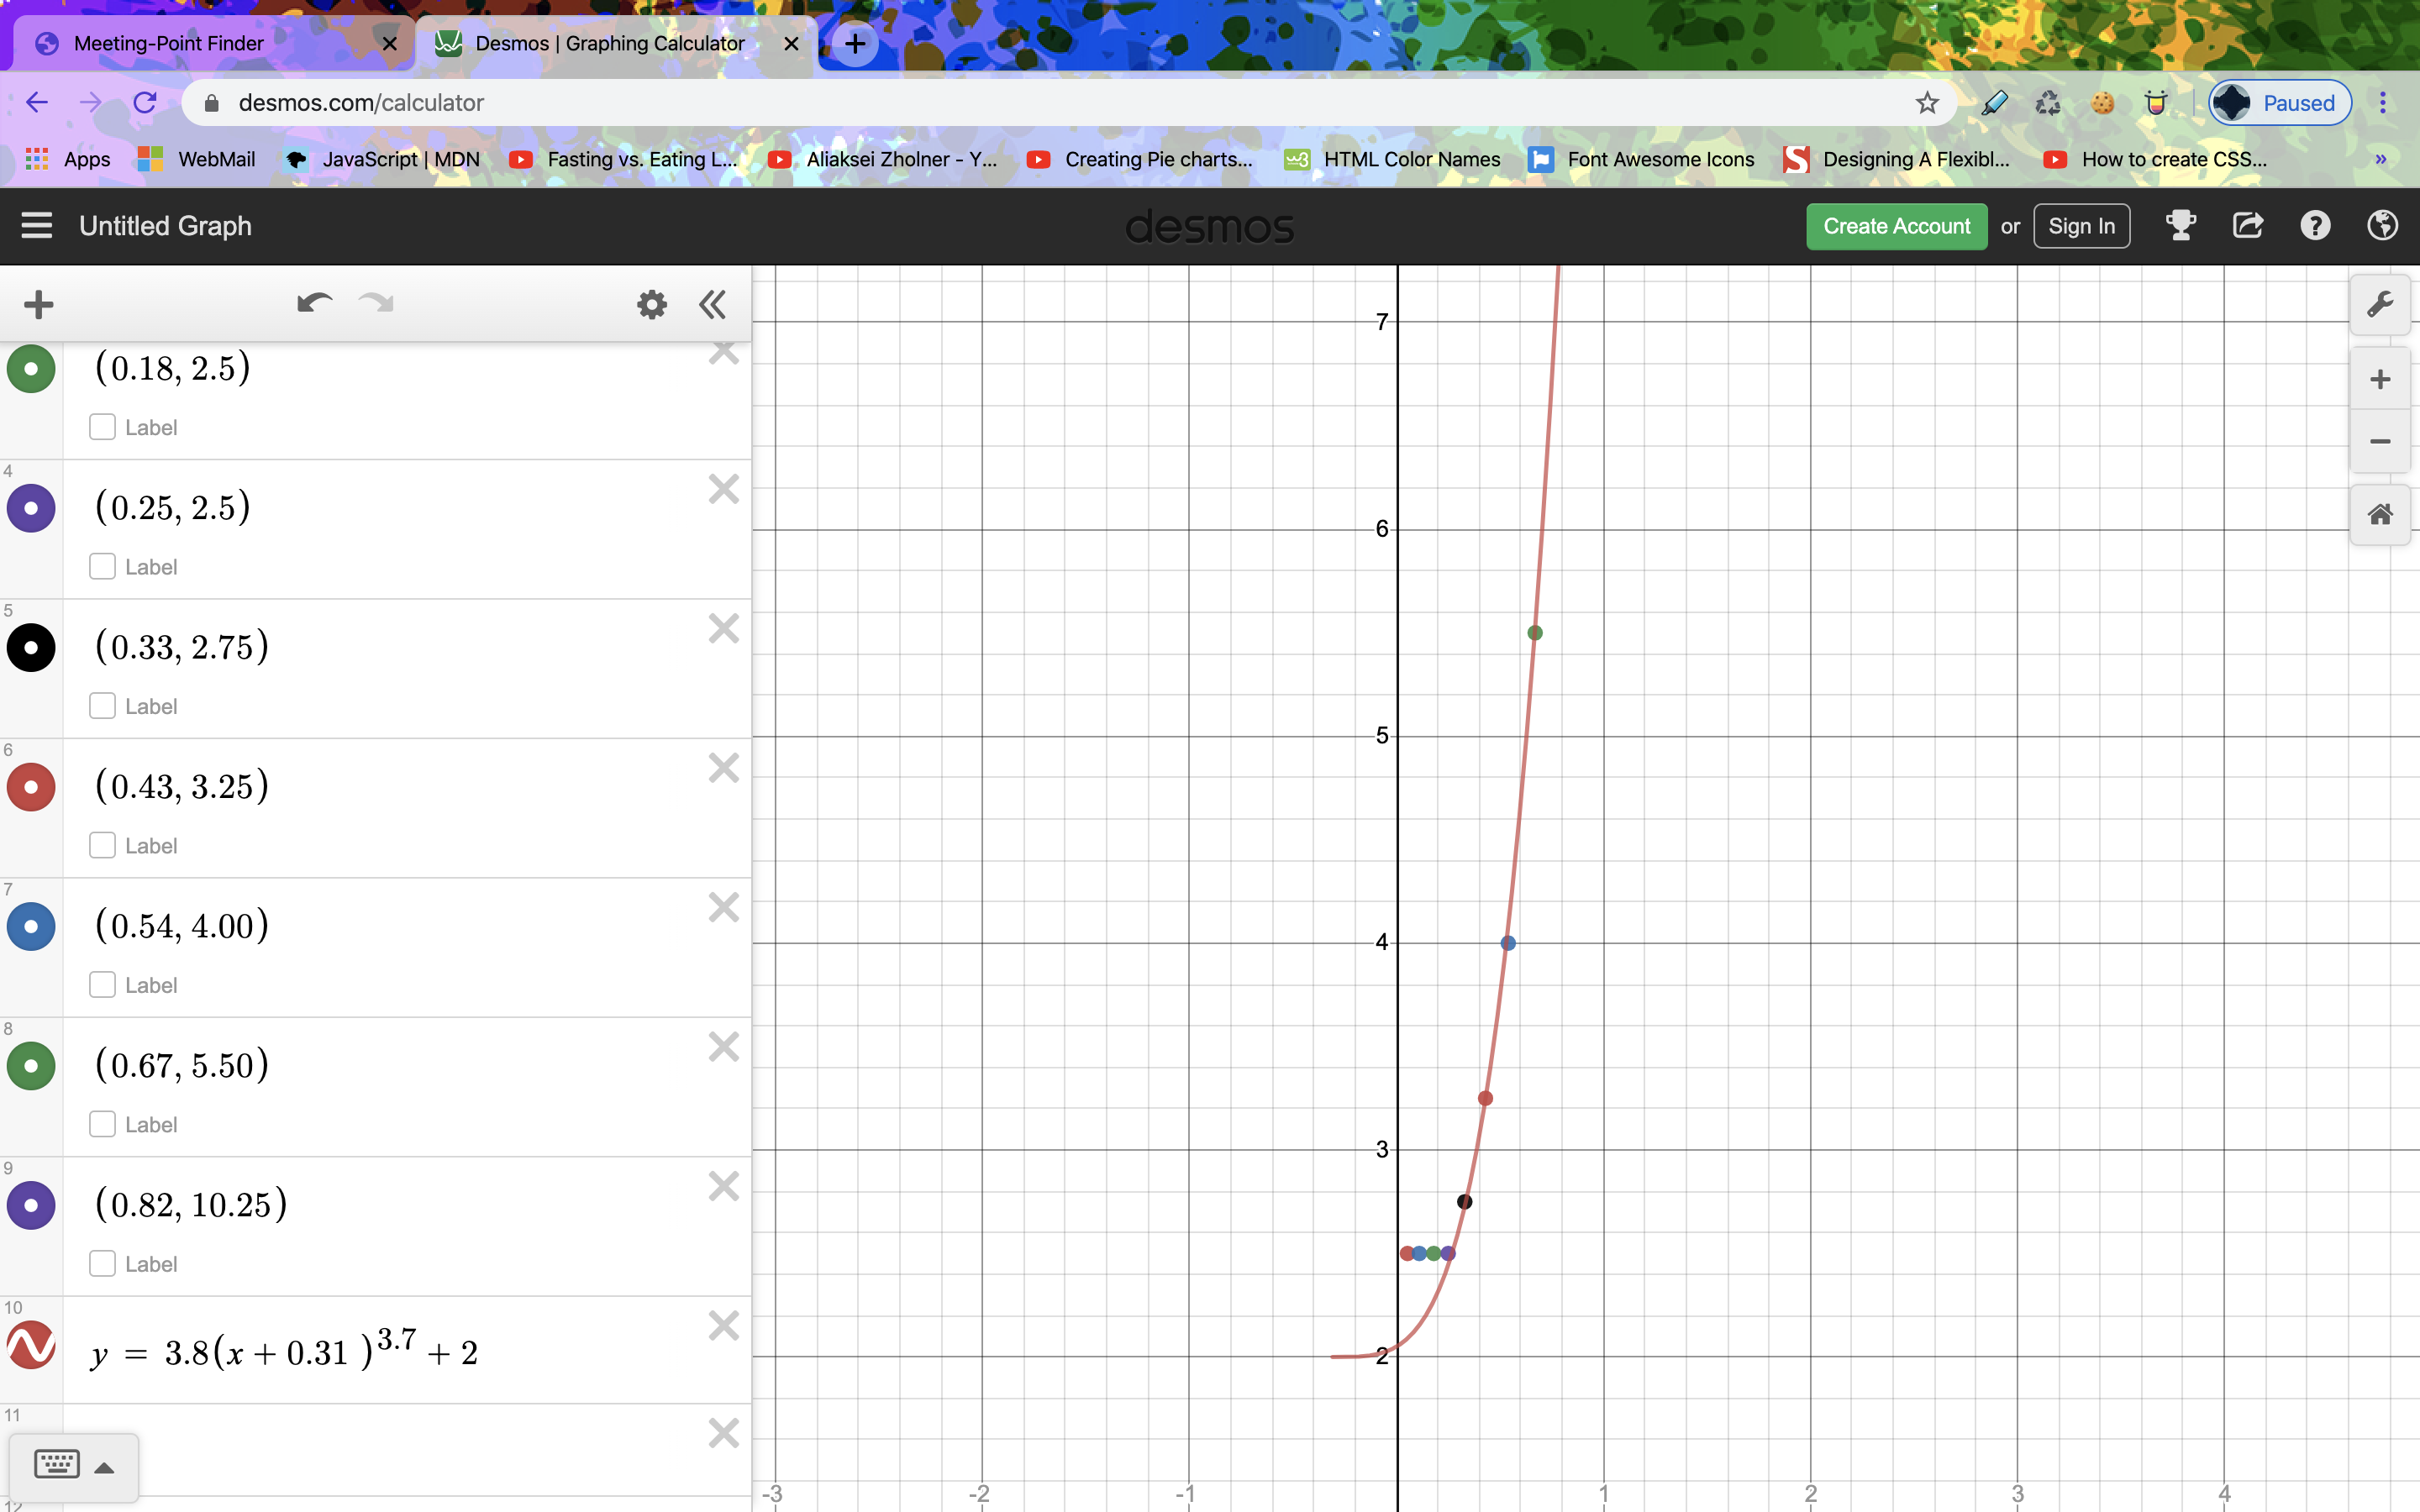 Meeting-Point Finder
Desmos | Graphing Calculator
desmos.com/calculator
Paused
Apps
WebMail
JavaScript | MDN
Fasting vs. Eating L...
Aliaksei Zholner - Y...
Creating Pie charts...
HTML Color Names
Font Awesome Icons
Designing A Flexibl...
How to create CSS...
»
Untitled Graph
desmos
Create Account
or
Sign In
(0.18, 2.5)
Label
4
(0.25, 2.5)
Label
5
(0.33, 2.75)
Label
6
(0.43, 3.25)
Label
7
(0.54, 4.00)
Label
8
(0.67, 5.50)
Label
9
(0.82, 10.25)
Label
10
y = 3.8(x + 0.31 )^3.7 + 2
11
12
7
6
5
4
3
2
-3 -2 -1 1 2 3 4